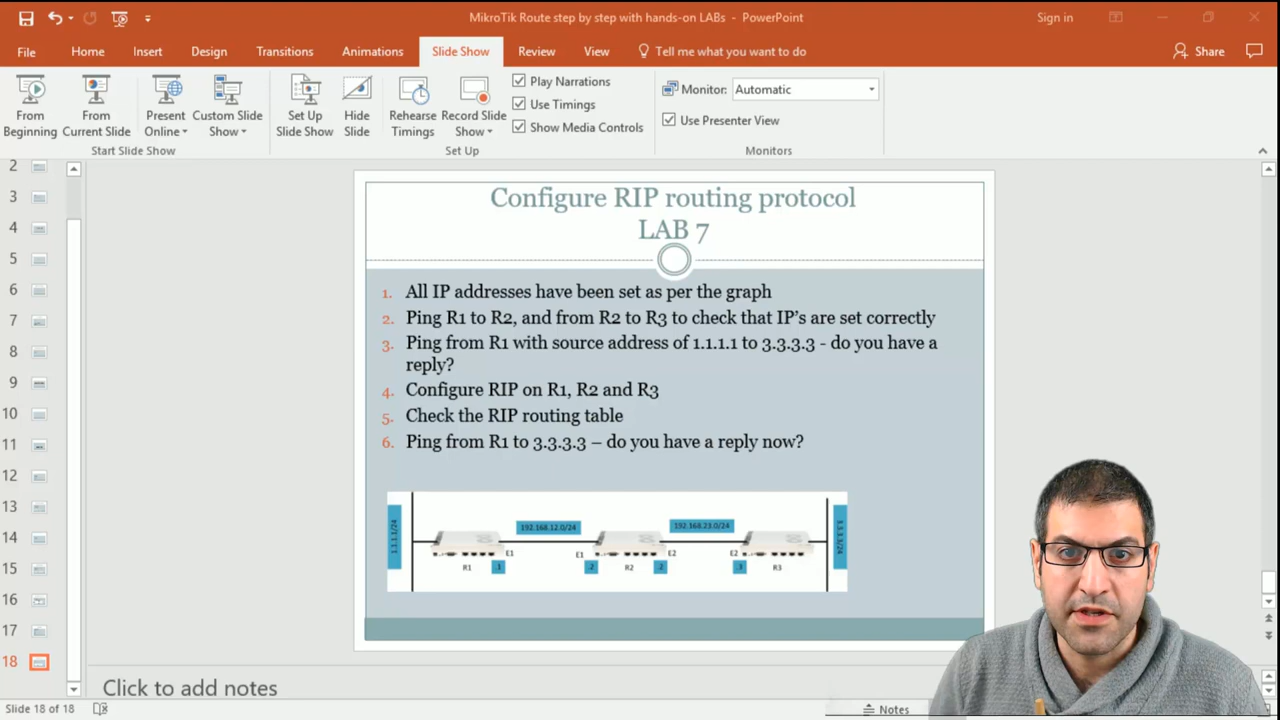 MikroTik Route step by step with hands-on LABs - PowerPoint
Sign in
File Home Insert Design Transitions Animations Slide Show Review View Tell me what you want to do Share
From Beginning
From Current Slide
Present Online
Custom Slide Show
Start Slide Show
Set Up Slide Show
Hide Slide
Rehearse Timings
Record Slide Show
Play Narrations
Use Timings
Show Media Controls
Set Up
Monitor: Automatic
Use Presenter View
Monitors
2
3
4
5
6
7
8
9
10
11
12
13
14
15
16
17
18
Configure RIP routing protocol
LAB 7
1. All IP addresses have been set as per the graph
2. Ping R1 to R2, and from R2 to R3 to check that IP's are set correctly
3. Ping from R1 with source address of 1.1.1.1 to 3.3.3.3 - do you have a
reply?
4. Configure RIP on R1, R2 and R3
5. Check the RIP routing table
6. Ping from R1 to 3.3.3.3 – do you have a reply now?
1.1.1.1/24
192.168.12.0/24
192.168.23.0/24
E1
E1
E2
E2
R1
.1
.2
R2
.2
.3
R3
Click to add notes
Slide 18 of 18
Notes